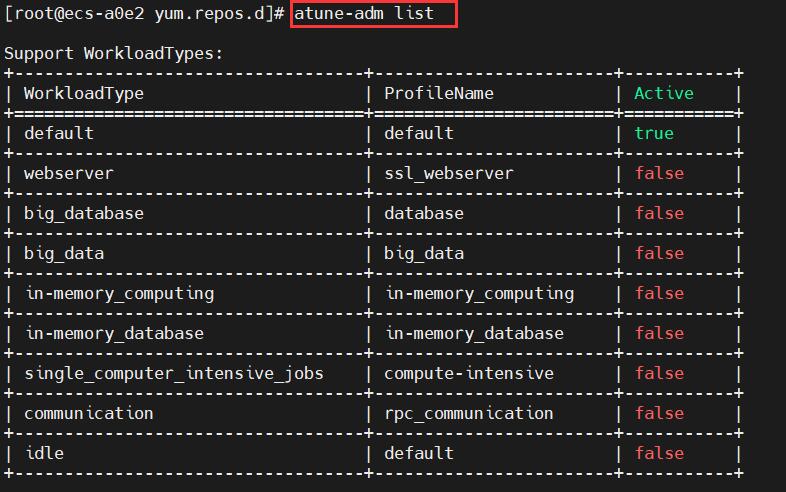 [root@ecs-a0e2 yum.repos.d]# atune-adm list
Support WorkloadTypes:
+----------------------------------+------------------------+-----------+
| WorkloadType | ProfileName | Active |
+==================================+========================+===========+
| default | default | true |
+----------------------------------+------------------------+-----------+
| webserver | ssl_webserver | false |
+----------------------------------+------------------------+-----------+
| big_database | database | false |
+----------------------------------+------------------------+-----------+
| big_data | big_data | false |
+----------------------------------+------------------------+-----------+
| in-memory_computing | in-memory_computing | false |
+----------------------------------+------------------------+-----------+
| in-memory_database | in-memory_database | false |
+----------------------------------+------------------------+-----------+
| single_computer_intensive_jobs | compute-intensive | false |
+----------------------------------+------------------------+-----------+
| communication | rpc_communication | false |
+----------------------------------+------------------------+-----------+
| idle | default | false |
+----------------------------------+------------------------+-----------+